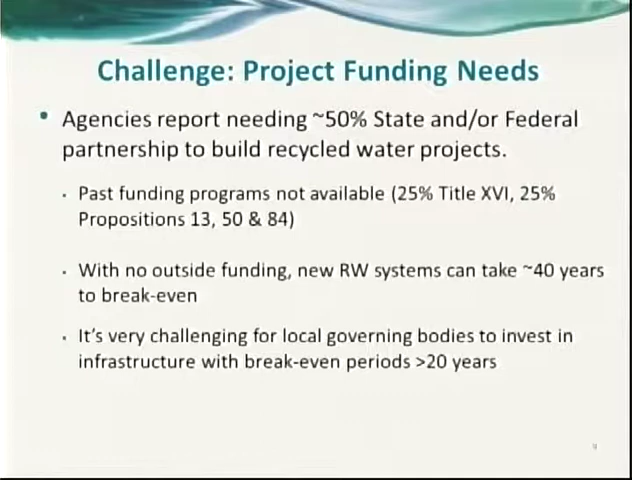 Challenge: Project Funding Needs
• Agencies report needing ~50% State and/or Federal
partnership to build recycled water projects.
· Past funding programs not available (25% Title XVI, 25%
Propositions 13, 50 & 84)
· With no outside funding, new RW systems can take ~40 years
to break-even
· It's very challenging for local governing bodies to invest in
infrastructure with break-even periods >20 years